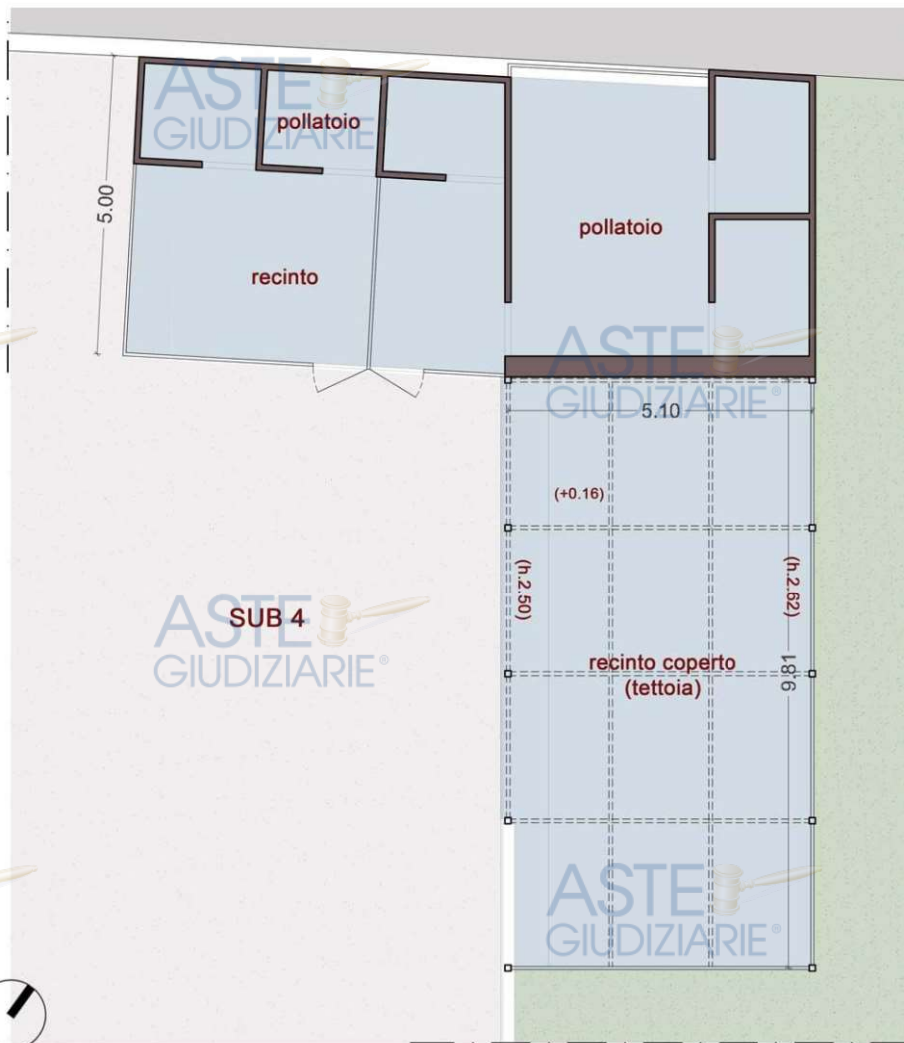 ASTE
GIUDIZIARIE
pollatoio
5.00
pollatoio
recinto
ASTE
GIUDIZIARIE®
5.10
(+0.16)
(h.2.50)
(h.2.62)
ASTE
GIUDIZIARIE®
SUB 4
recinto coperto
(tettoia)
9.81
ASTE
GIUDIZIARIE®